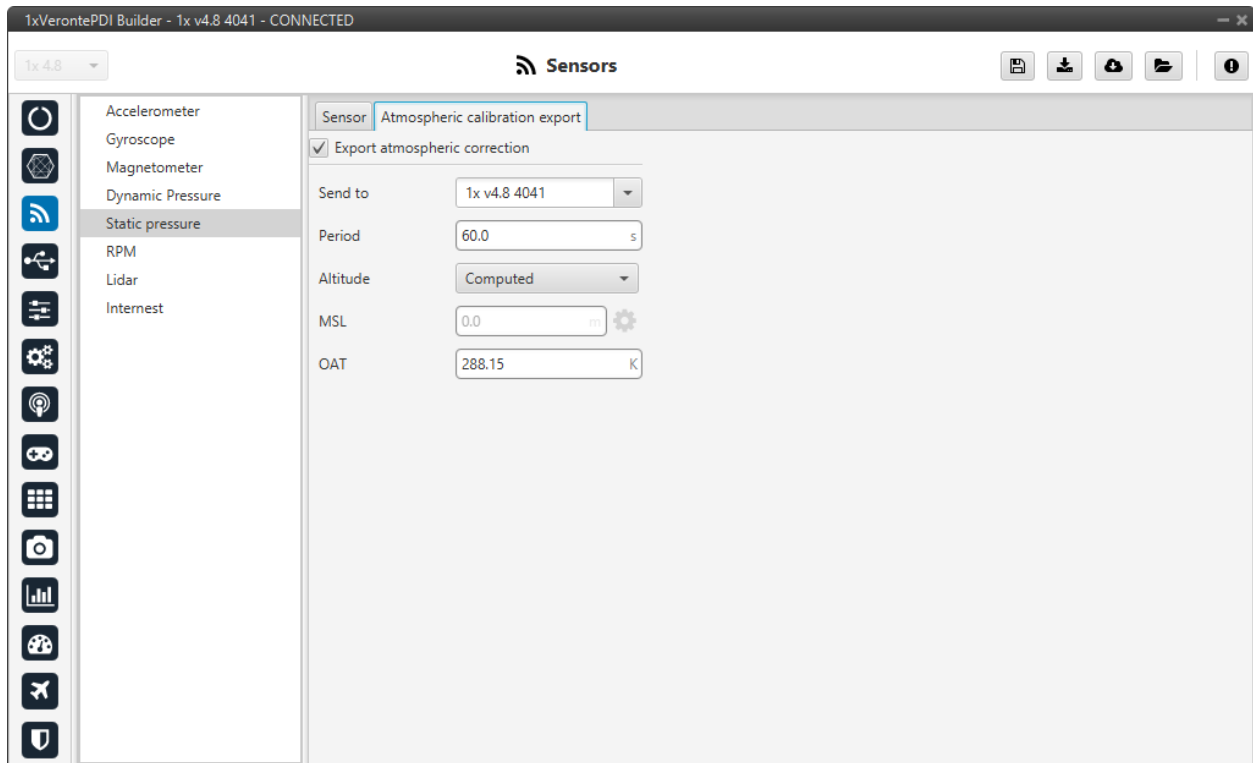 1xVerontePDI Builder - 1x v4.8 4041 - CONNECTED
1x 4.8
Sensors
Accelerometer
Gyroscope
Magnetometer
Dynamic Pressure
Static pressure
RPM
Lidar
Internest
Sensor
Atmospheric calibration export
Export atmospheric correction
Send to 1x v4.8 4041
Period 60.0 s
Altitude Computed
MSL 0.0 m
OAT 288.15 K